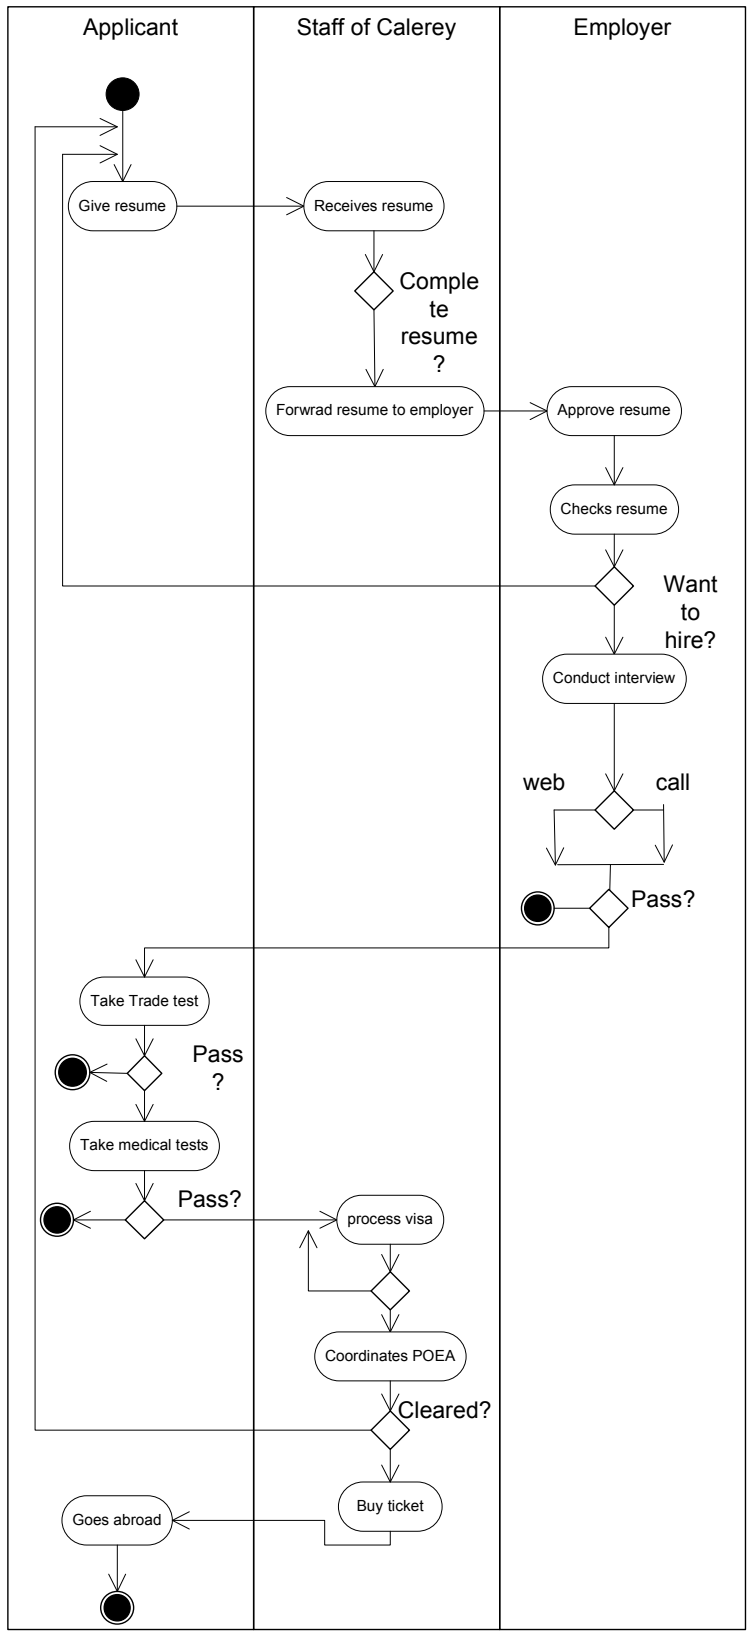 Applicant
Staff of Calerey
Employer
Give resume
Receives resume
Comple
te
resume
?
Forwrad resume to employer
Approve resume
Checks resume
Want
to
hire?
Conduct interview
web
call
Pass?
Take Trade test
Pass
?
Take medical tests
Pass?
process visa
Coordinates POEA
Cleared?
Buy ticket
Goes abroad